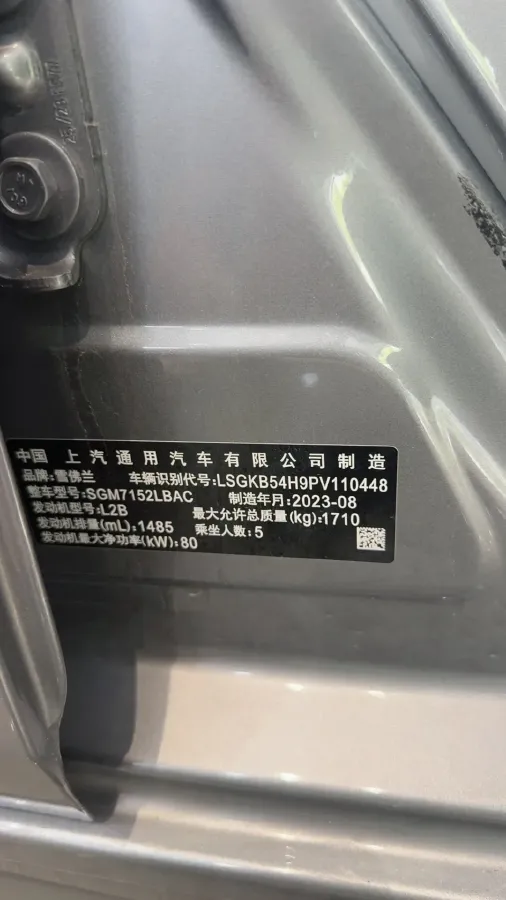 中国 上汽通用汽车有限公司制造
品牌:雪佛兰 车辆识别代号:LSGKB54H9PV110448
整车型号:SGM7152LBAC 制造年月:2023-08
发动机型号:L2B 最大允许总质量(kg):1710
发动机排量(mL):1485 乘坐人数:5
发动机最大净功率(kW):80